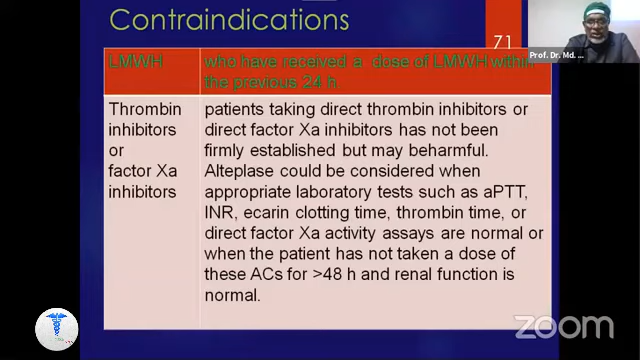 Contraindications
71
Prof. Dr. Md. ...
LMWH
who have received a dose of LMWH within
the previous 24 h.
Thrombin
inhibitors
or
factor Xa
inhibitors
patients taking direct thrombin inhibitors or
direct factor Xa inhibitors has not been
firmly established but may beharmful.
Alteplase could be considered when
appropriate laboratory tests such as aPTT,
INR, ecarin clotting time, thrombin time, or
direct factor Xa activity assays are normal or
when the patient has not taken a dose of
these ACs for >48 h and renal function is
normal.
zoom